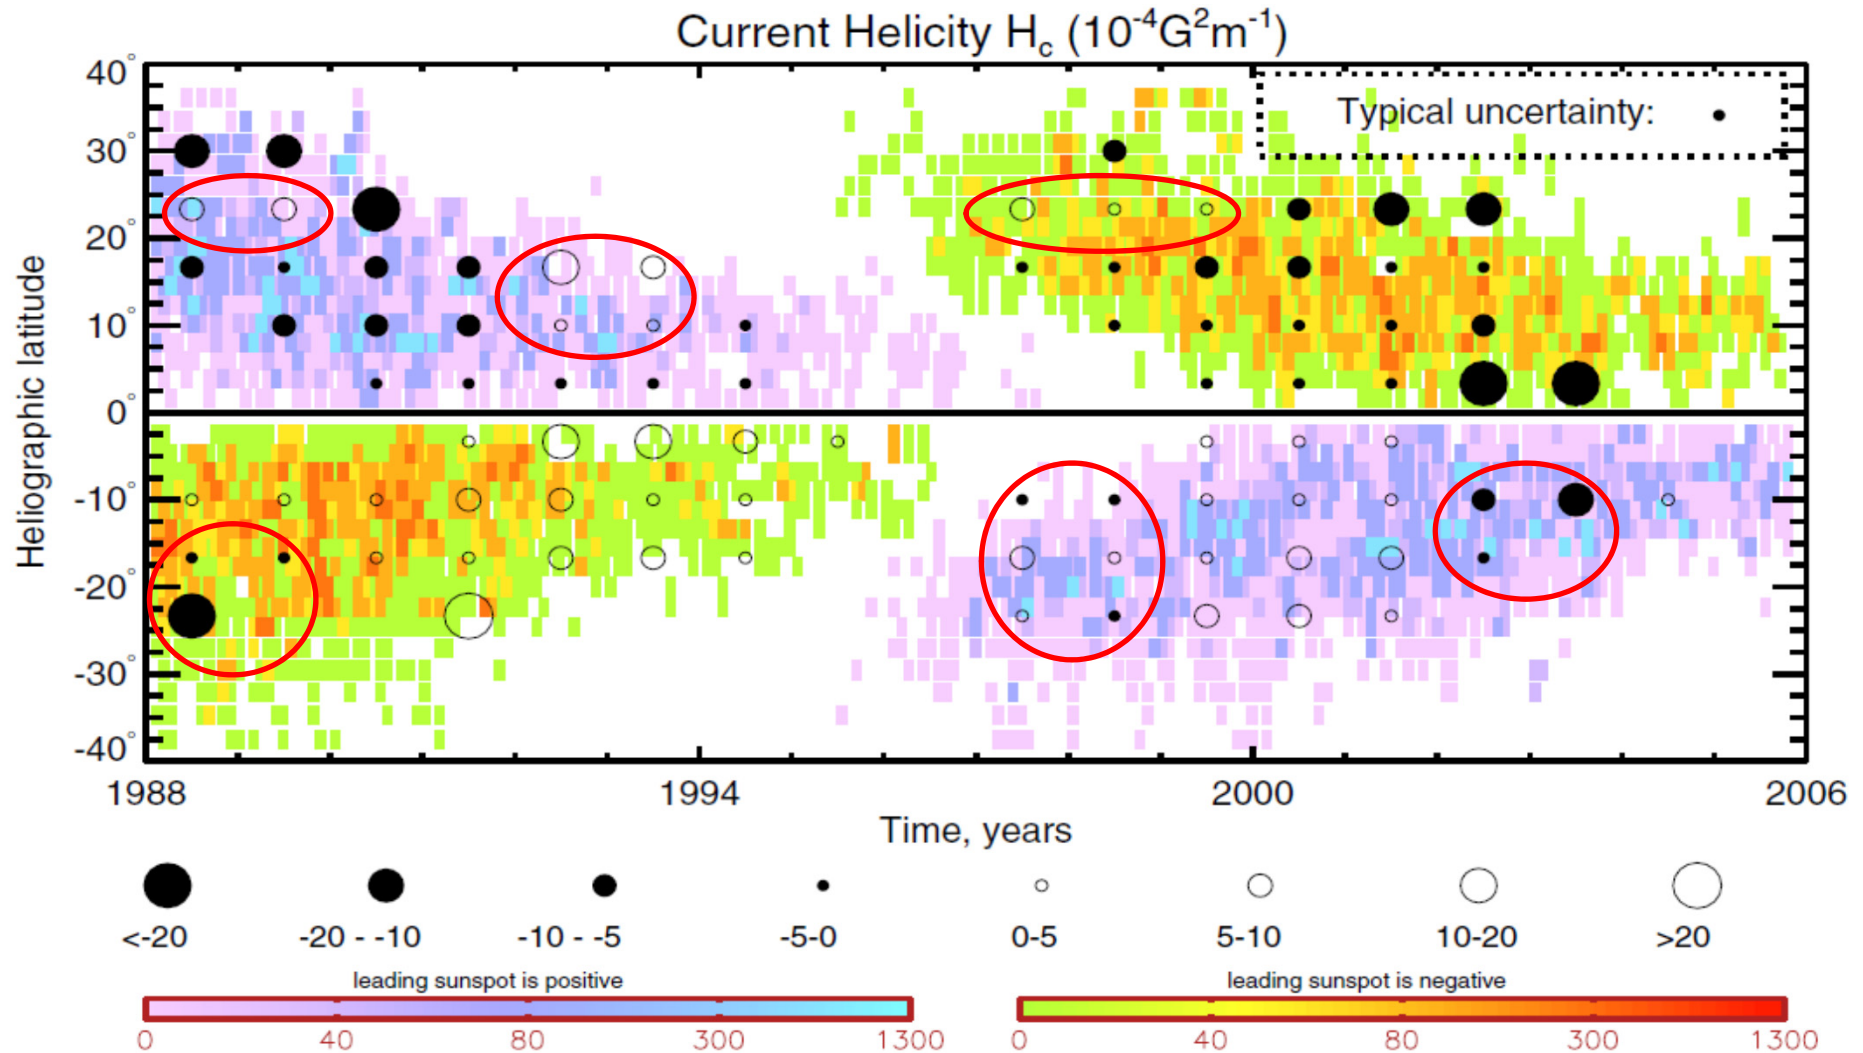 Current Helicity H_c (10^-4G^2m^-1)
Typical uncertainty:
Heliographic latitude
40°
30°
20°
10°
0°
-10°
-20°
-30°
-40°
1988 1994 2000 2006
Time, years
<-20 -20 - -10 -10 - -5 -5-0 0-5 5-10 10-20 >20
leading sunspot is positive leading sunspot is negative
0 40 80 300 1300 0 40 80 300 1300